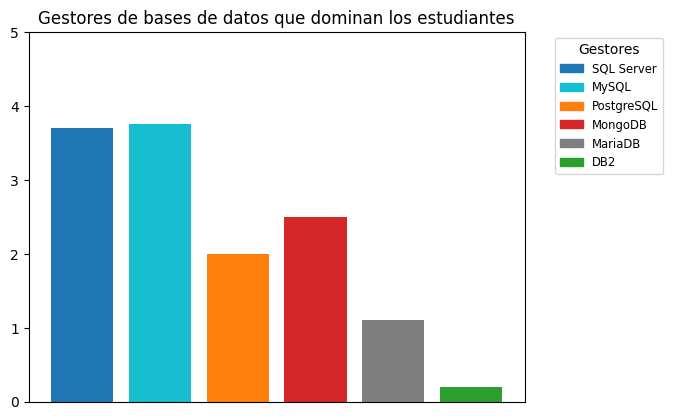 Gestores de bases de datos que dominan los estudiantes
5
4
3
2
1
0
Gestores
SQL Server
MySQL
PostgreSQL
MongoDB
MariaDB
DB2